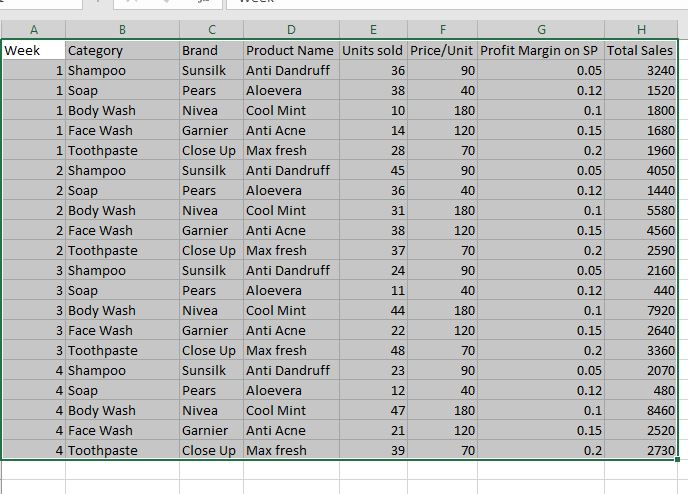 A B C D E F G H
Week Category Brand Product Name Units sold Price/Unit Profit Margin on SP Total Sales
1 Shampoo Sunsilk Anti Dandruff 36 90 0.05 3240
1 Soap Pears Aloevera 38 40 0.12 1520
1 Body Wash Nivea Cool Mint 10 180 0.1 1800
1 Face Wash Garnier Anti Acne 14 120 0.15 1680
1 Toothpaste Close Up Max fresh 28 70 0.2 1960
2 Shampoo Sunsilk Anti Dandruff 45 90 0.05 4050
2 Soap Pears Aloevera 36 40 0.12 1440
2 Body Wash Nivea Cool Mint 31 180 0.1 5580
2 Face Wash Garnier Anti Acne 38 120 0.15 4560
2 Toothpaste Close Up Max fresh 37 70 0.2 2590
3 Shampoo Sunsilk Anti Dandruff 24 90 0.05 2160
3 Soap Pears Aloevera 11 40 0.12 440
3 Body Wash Nivea Cool Mint 44 180 0.1 7920
3 Face Wash Garnier Anti Acne 22 120 0.15 2640
3 Toothpaste Close Up Max fresh 48 70 0.2 3360
4 Shampoo Sunsilk Anti Dandruff 23 90 0.05 2070
4 Soap Pears Aloevera 12 40 0.12 480
4 Body Wash Nivea Cool Mint 47 180 0.1 8460
4 Face Wash Garnier Anti Acne 21 120 0.15 2520
4 Toothpaste Close Up Max fresh 39 70 0.2 2730